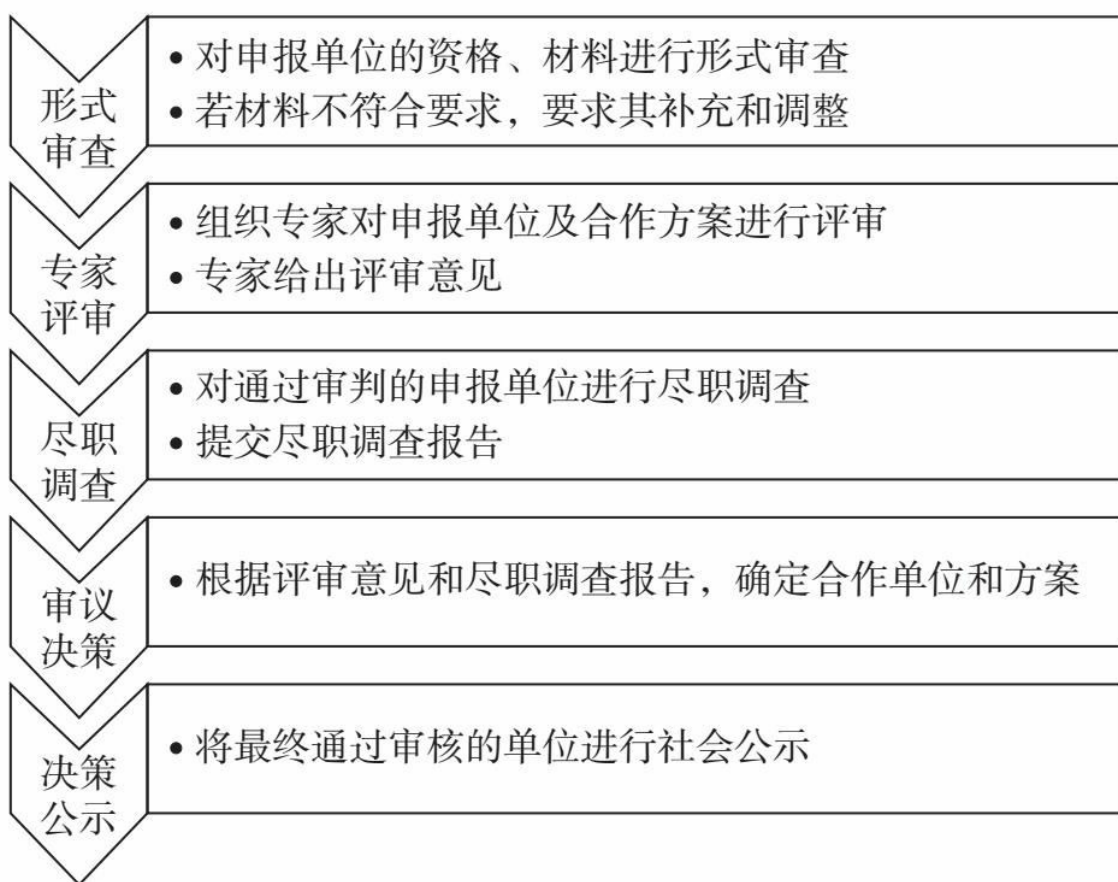 形式
审查
• 对申报单位的资格、材料进行形式审查
• 若材料不符合要求，要求其补充和调整
专家
评审
• 组织专家对申报单位及合作方案进行评审
• 专家给出评审意见
尽职
调查
• 对通过审判的申报单位进行尽职调查
• 提交尽职调查报告
审议
决策
• 根据评审意见和尽职调查报告，确定合作单位和方案
决策
公示
• 将最终通过审核的单位进行社会公示